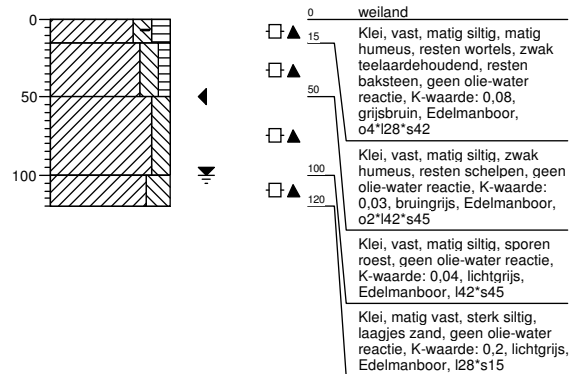 0
50
100
0
15
50
100
120
weiland
Klei, vast, matig siltig, matig
humeus, resten wortels, zwak
teelaardehoudend, resten
baksteen, geen olie-water
reactie, K-waarde: 0,08,
grijsbruin, Edelmanboor,
o4*l28*s42
Klei, vast, matig siltig, zwak
humeus, resten schelpen, geen
olie-water reactie, K-waarde:
0,03, bruingrijs, Edelmanboor,
o2*l42*s45
Klei, vast, matig siltig, sporen
roest, geen olie-water reactie,
K-waarde: 0,04, lichtgrijs,
Edelmanboor, l42*s45
Klei, matig vast, sterk siltig,
laagjes zand, geen olie-water
reactie, K-waarde: 0,2, lichtgrijs,
Edelmanboor, l28*s15